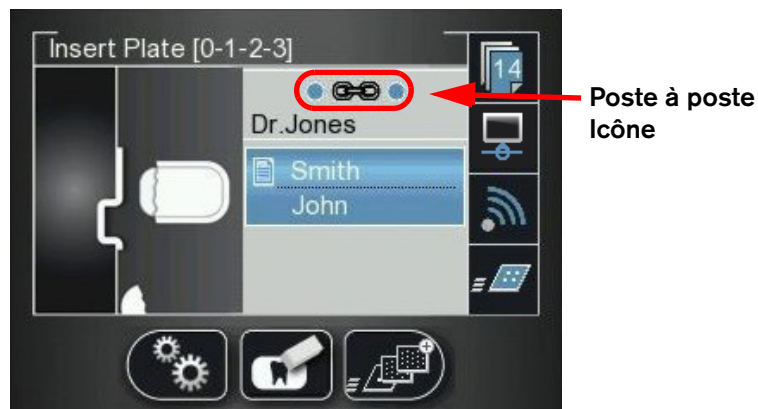 Insert Plate [0-1-2-3]
14
Dr.Jones
Smith
John
Poste à poste
Icône